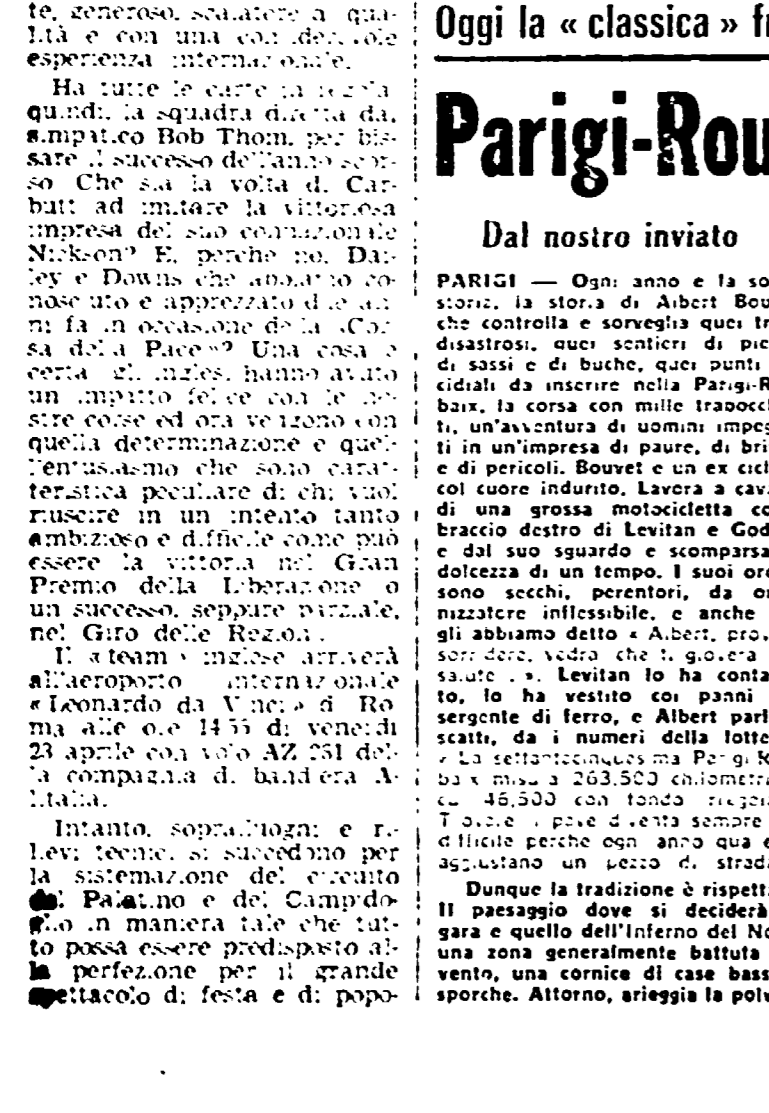 te, generoso, scalatore a qua-
lità e con una considerevole
esperienza internazionale.
Ha tutte le carte in regola
quindi, la squadra diretta dal
simpatico Bob Thom, per bis-
sare il successo dell'anno scor-
so. Che sia la volta di Car-
butt ad imitare la vittoriosa
impresa del suo connazionale
Nickson? E, perché no, Dai-
ley e Downs che abbiamo co-
nosciuto e apprezzato due an-
ni fa in occasione della «Cor-
sa della Pace»? Una cosa è
certa gli inglesi hanno avuto
un impatto felice con le no-
stre corse ed ora vengono con
quella determinazione e quel-
l'entusiasmo che sono carat-
teristica peculiare di chi vuol
riuscire in un intento tanto
ambizioso e difficile come può
essere la vittoria nel Gran
Premio della Liberazione o
un successo, seppure parziale,
nel Giro delle Regioni.
Il «team» inglese arriverà
all'aeroporto internazionale
«Leonardo da Vinci» di Ro
ma alle ore di venerdì
23 aprile con volo AZ del-
la compagnia di bandiera A-
litalia.
Intanto, sopralluoghi e ri-
lievi tecnici si succedono per
la sistemazione del circuito
del Palatino e del Campido-
glio in maniera tale che tut-
to possa essere predisposto al-
la perfezione per il grande
spettacolo di festa e di popo-
Oggi la « classica » f
Parigi-Rou
Dal nostro inviato
PARIGI — Ogni anno è la so
storia, la storia di Albert Bou
che controlla e sorveglia quei tr
disastrosi, quei sentieri di pie
di sassi e di buche, quei punti
cidiali da inserire nella Parigi-R
baix, la corsa con mille trabocch
ti, un'avventura di uomini impeg
ti in un'impresa di paure, di bri
e di pericoli. Bouvet è un ex cicl
col cuore indurito. Lavora a cav
di una grossa motocicletta co
braccio destro di Levitan e God
e dal suo sguardo è scomparsa
dolcezza di un tempo. I suoi ord
sono secchi, perentori, da or
nizzatore inflessibile, e anche
gli abbiamo detto « Albert, prov
sorridere, vedrai che ti gioverà
salute ». Levitan lo ha conta
to, lo ha vestito coi panni
sergente di ferro, e Albert parl
scatti, dà i numeri della lotte
« La settantacinquesima Parigi R
baix misura 263,500 chilometri
cu 46,500 con fondo
Trovare il pavé diventa sempre
difficile perché ogni anno qua e
aggiustano un pezzo di strad
Dunque la tradizione è rispett
Il paesaggio dove si deciderà
gara è quello dell'Inferno del No
una zona generalmente battuta
vento, una cornice di case bass
sporche. Attorno, arieggia la polv